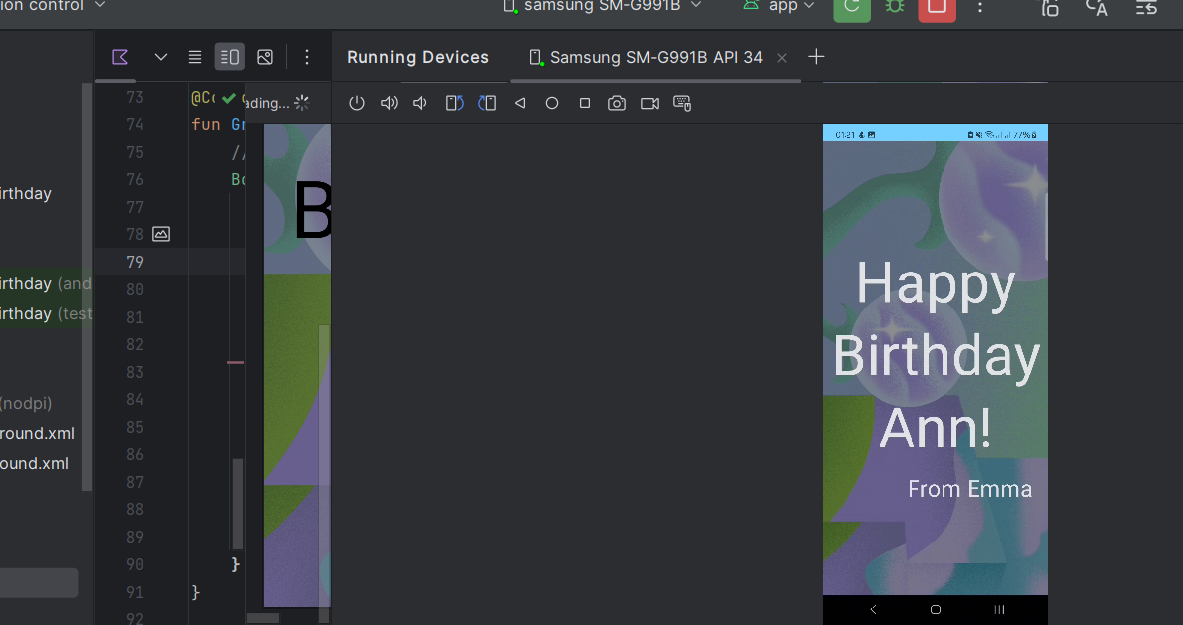 ion control
samsung SM-G991B
app
Running Devices
Samsung SM-G991B API 34
73
@Co
ading...
74
fun Gr
75
//
76
Bo
77
78
79
80
81
82
83
84
85
86
87
88
89
90
}
91
}
92
irthday
irthday (and
irthday (test
(nodpi)
round.xml
ound.xml
B
01:21
77%
Happy
Birthday
Ann!
From Emma